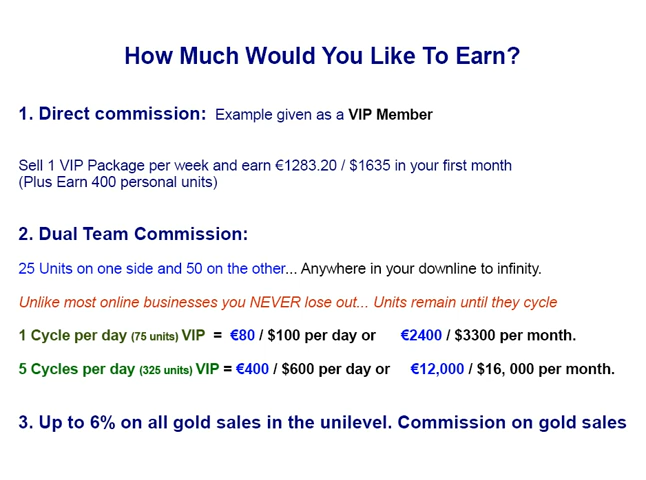 How Much Would You Like To Earn?
1. Direct commission: Example given as a VIP Member
Sell 1 VIP Package per week and earn €1283.20 / $1635 in your first month
(Plus Earn 400 personal units)
2. Dual Team Commission:
25 Units on one side and 50 on the other... Anywhere in your downline to infinity.
Unlike most online businesses you NEVER lose out... Units remain until they cycle
1 Cycle per day (75 units) VIP = €80 / $100 per day or €2400 / $3300 per month.
5 Cycles per day (325 units) VIP = €400 / $600 per day or €12,000 / $16, 000 per month.
3. Up to 6% on all gold sales in the unilevel. Commission on gold sales